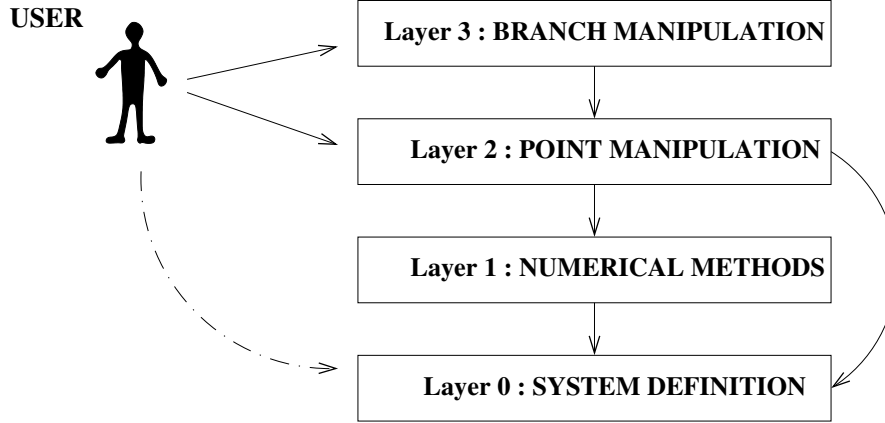 USER
Layer 3 : BRANCH MANIPULATION
Layer 2 : POINT MANIPULATION
Layer 1 : NUMERICAL METHODS
Layer 0 : SYSTEM DEFINITION